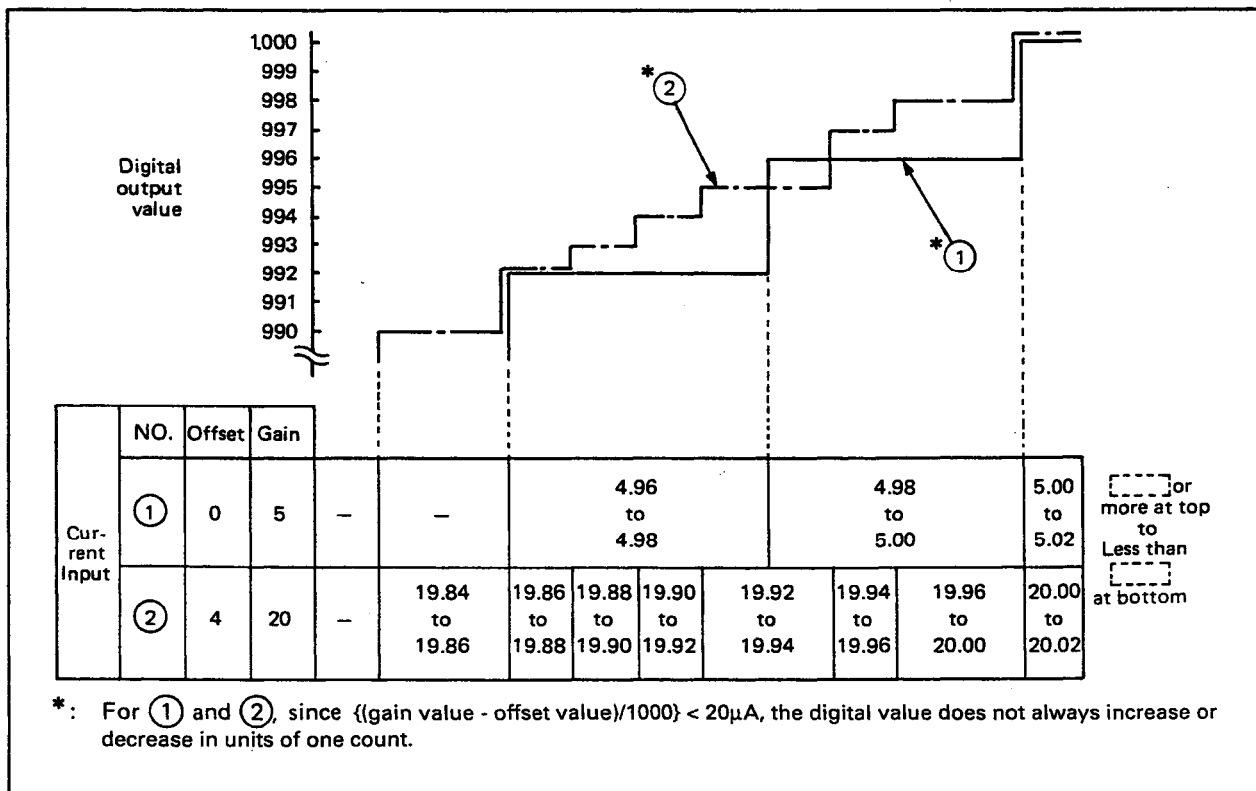 1.000
999
998
997
996
995
994
993
992
991
990
Digital
output
value
* ②
* ①
NO. Offset Gain
Cur-
rent
Input
① 0 5 – – 4.96 to 4.98 4.98 to 5.00 5.00 to 5.02
② 4 20 – 19.84 to 19.86 19.86 to 19.88 19.88 to 19.90 19.90 to 19.92 19.92 to 19.94 19.94 to 19.96 19.96 to 20.00 20.00 to 20.02
or
more at top
to
Less than
at bottom
*: For ① and ②, since {(gain value - offset value)/1000} < 20µA, the digital value does not always increase or
decrease in units of one count.